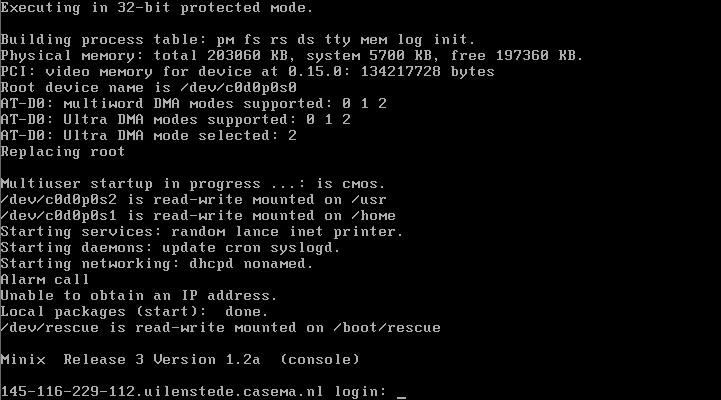 Executing in 32-bit protected mode.
Building process table: pm fs rs ds tty mem log init.
Physical memory: total 203060 KB, system 5700 KB, free 197360 KB.
PCI: video memory for device at 0.15.0: 134217728 bytes
Root device name is /dev/c0d0p0s0
AT-D0: multiword DMA modes supported: 0 1 2
AT-D0: Ultra DMA modes supported: 0 1 2
AT-D0: Ultra DMA mode selected: 2
Replacing root
Multiuser startup in progress ...: is cmos.
/dev/c0d0p0s2 is read-write mounted on /usr
/dev/c0d0p0s1 is read-write mounted on /home
Starting services: random lance inet printer.
Starting daemons: update cron syslogd.
Starting networking: dhcpd nonamed.
Alarm call
Unable to obtain an IP address.
Local packages (start):  done.
/dev/rescue is read-write mounted on /boot/rescue
Minix  Release 3 Version 1.2a  (console)
145-116-229-112.uilenstede.casema.nl login: _